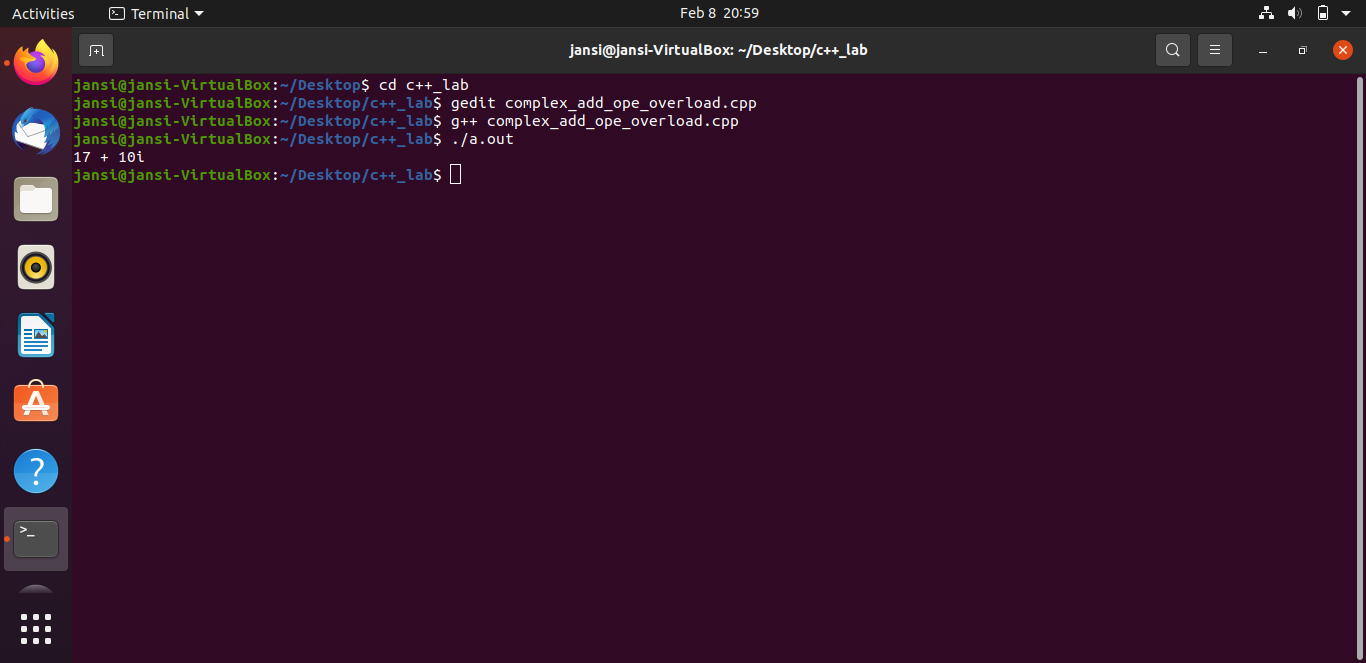 Activities
Terminal
Feb 8 20:59
jansi@jansi-VirtualBox: ~/Desktop/c++_lab
jansi@jansi-VirtualBox:~/Desktop$ cd c++_lab
jansi@jansi-VirtualBox:~/Desktop/c++_lab$ gedit complex_add_ope_overload.cpp
jansi@jansi-VirtualBox:~/Desktop/c++_lab$ g++ complex_add_ope_overload.cpp
jansi@jansi-VirtualBox:~/Desktop/c++_lab$ ./a.out
17 + 10i
jansi@jansi-VirtualBox:~/Desktop/c++_lab$